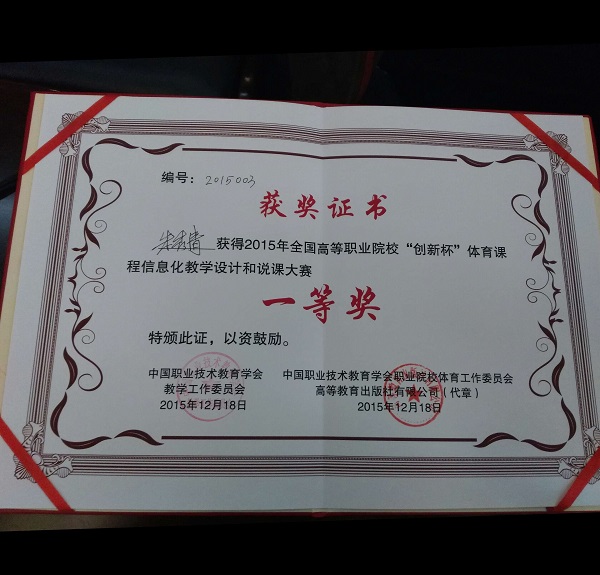 编号：2015003
获奖证书
获得2015年全国高等职业院校“创新杯”体育课
程信息化教学设计和说课大赛
一等奖
特颁此证，以资鼓励。
中国职业技术教育学会
教学工作委员会
2015年12月18日
中国职业技术教育学会职业院校体育工作委员会
高等教育出版社有限公司（代章）
2015年12月18日